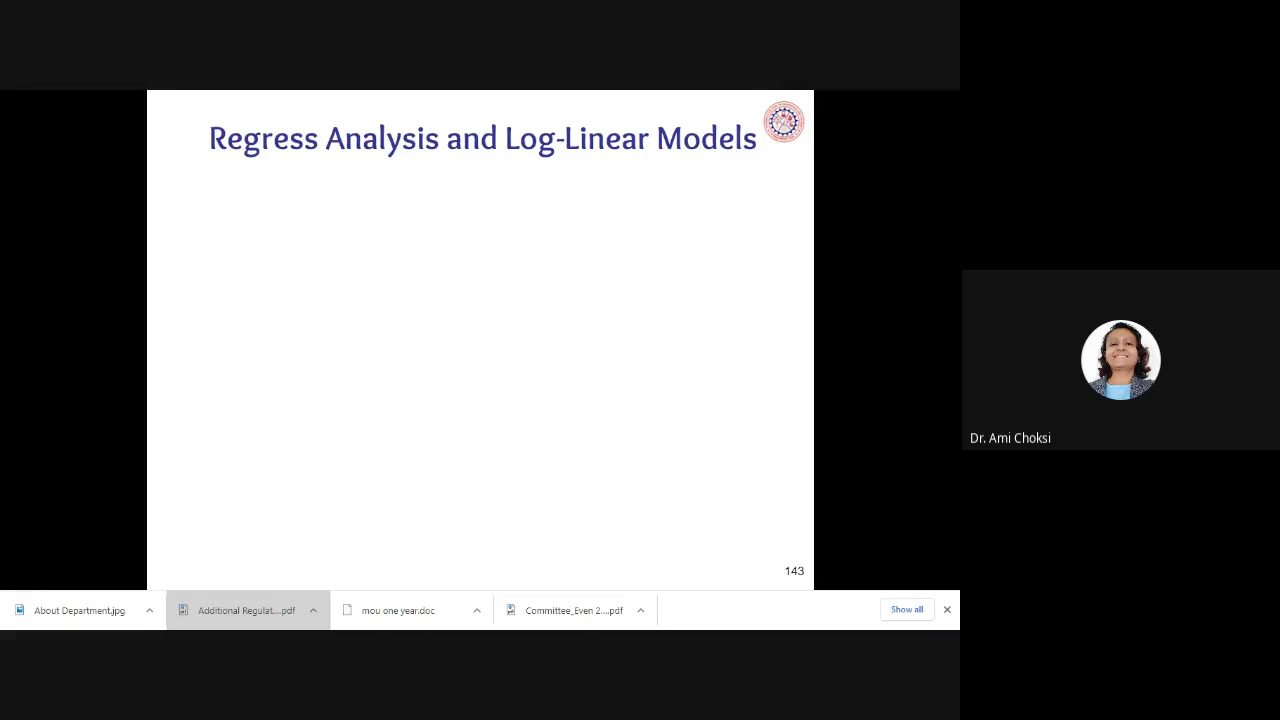 Regress Analysis and Log-Linear Models
Dr. Ami Choksi
143
About Department.jpg
Additional Regulat....pdf
mou one year.doc
Committee_Even 2....pdf
Show all